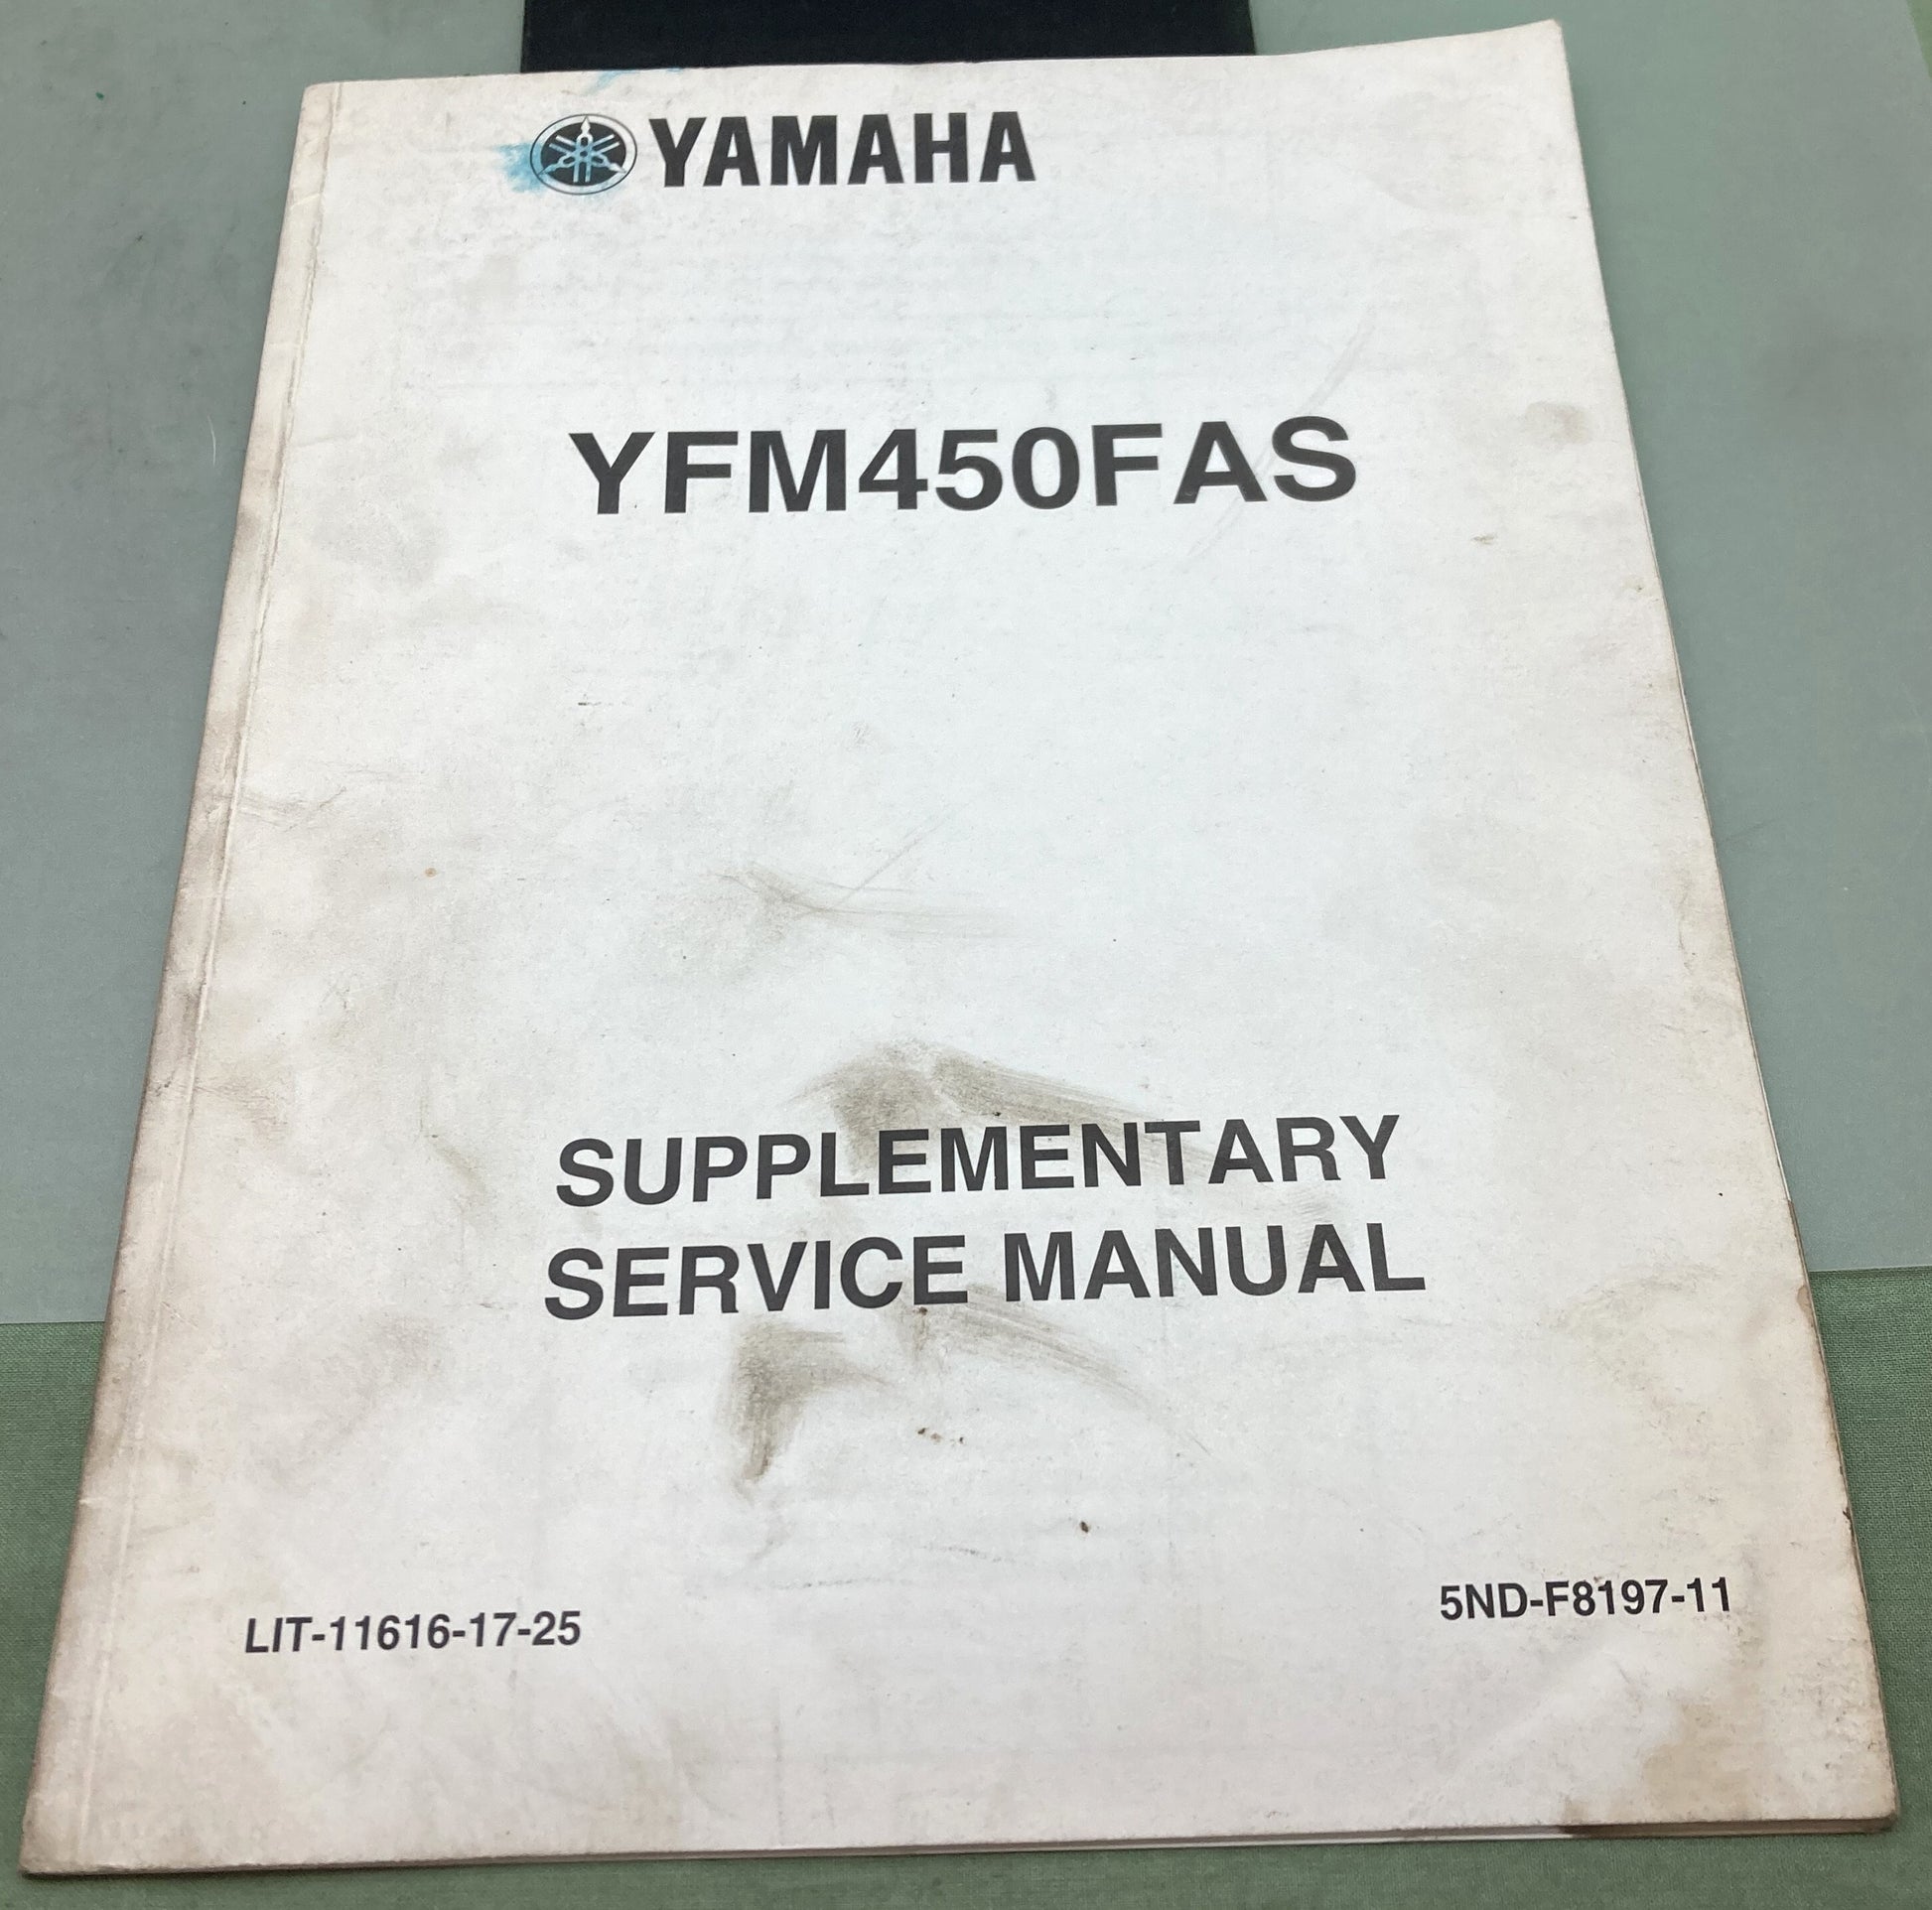 YAMAHA
YFM450FAS
SUPPLEMENTARY
SERVICE MANUAL
LIT-11616-17-25
5ND-F8197-11